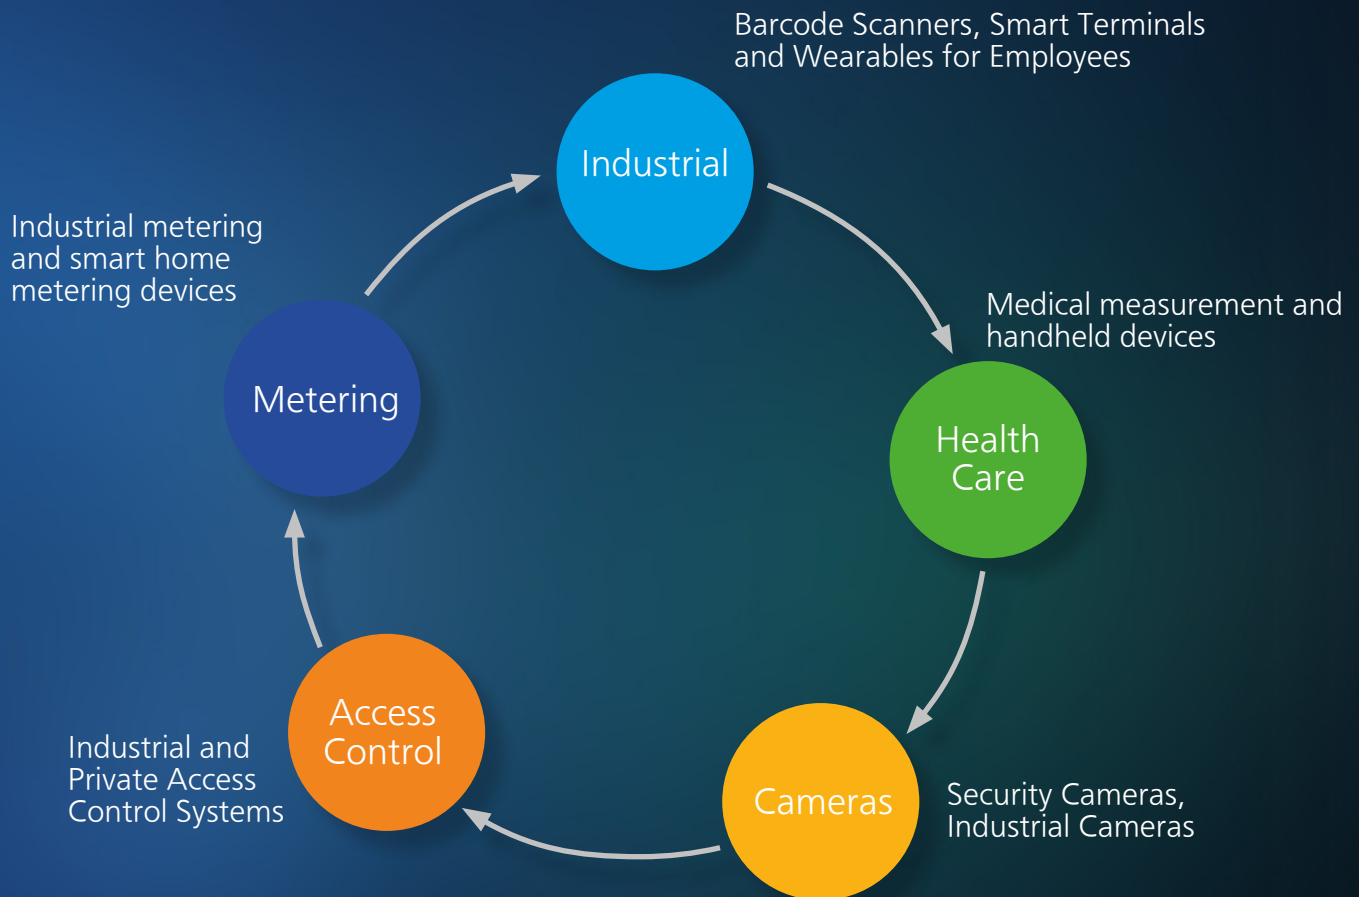 Barcode Scanners, Smart Terminals
and Wearables for Employees
Industrial
Industrial metering
and smart home
metering devices
Medical measurement and
handheld devices
Metering
Health
Care
Access
Control
Industrial and
Private Access
Control Systems
Cameras
Security Cameras,
Industrial Cameras